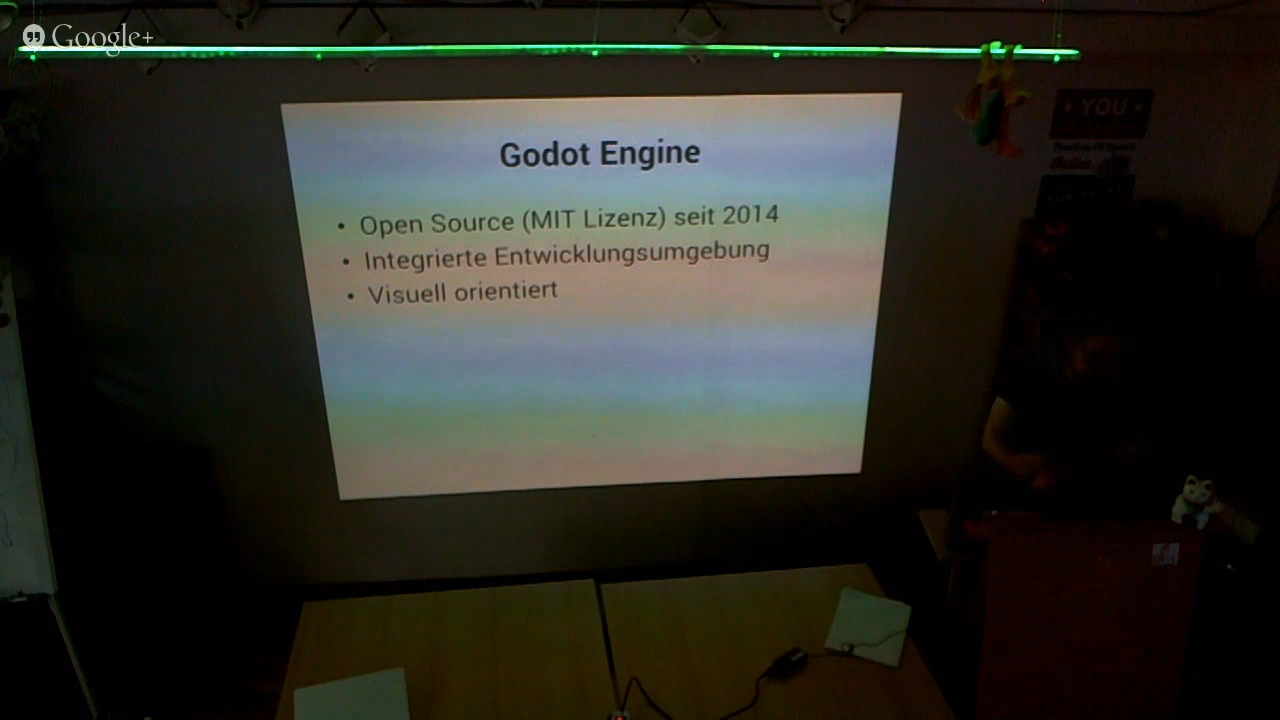 Google+
Godot Engine
YOU
• Open Source (MIT Lizenz) seit 2014
• Integrierte Entwicklungsumgebung
• Visuell orientiert